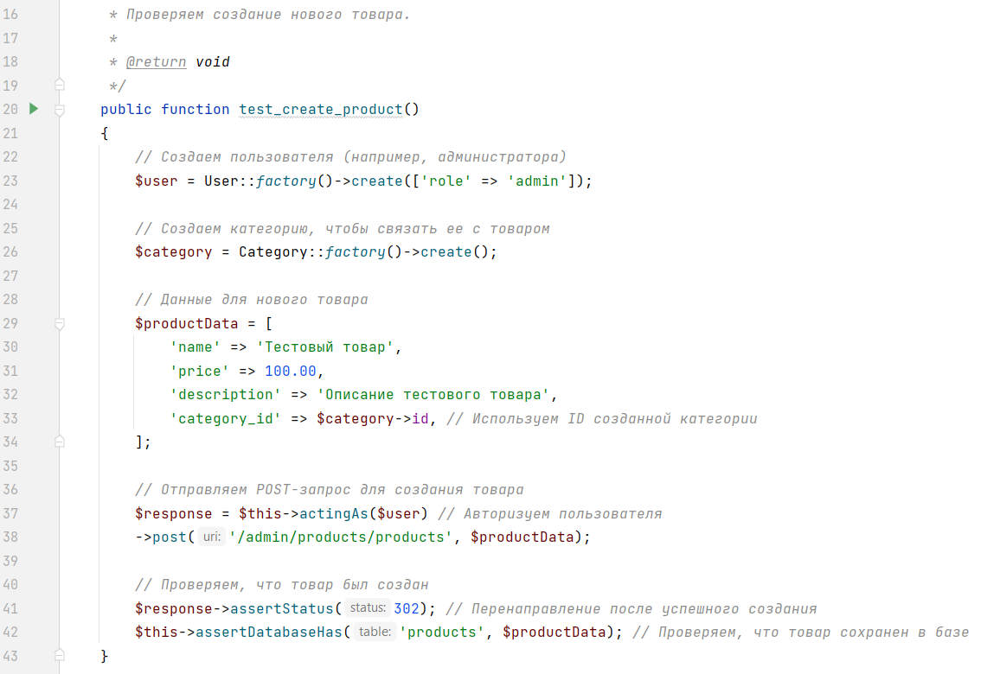 16 * Проверяем создание нового товара.
17 *
18 * @return void
19 */
20 public function test_create_product()
21 {
22 // Создаем пользователя (например, администратора)
23 $user = User::factory()->create(['role' => 'admin']);
24
25 // Создаем категорию, чтобы связать ее с товаром
26 $category = Category::factory()->create();
27
28 // Данные для нового товара
29 $productData = [
30 'name' => 'Тестовый товар',
31 'price' => 100.00,
32 'description' => 'Описание тестового товара',
33 'category_id' => $category->id, // Используем ID созданной категории
34 ];
35
36 // Отправляем POST-запрос для создания товара
37 $response = $this->actingAs($user) // Авторизуем пользователя
38 ->post( uri: '/admin/products/products', $productData);
39
40 // Проверяем, что товар был создан
41 $response->assertStatus( status: 302); // Перенаправление после успешного создания
42 $this->assertDatabaseHas( table: 'products', $productData); // Проверяем, что товар сохранен в базе
43 }